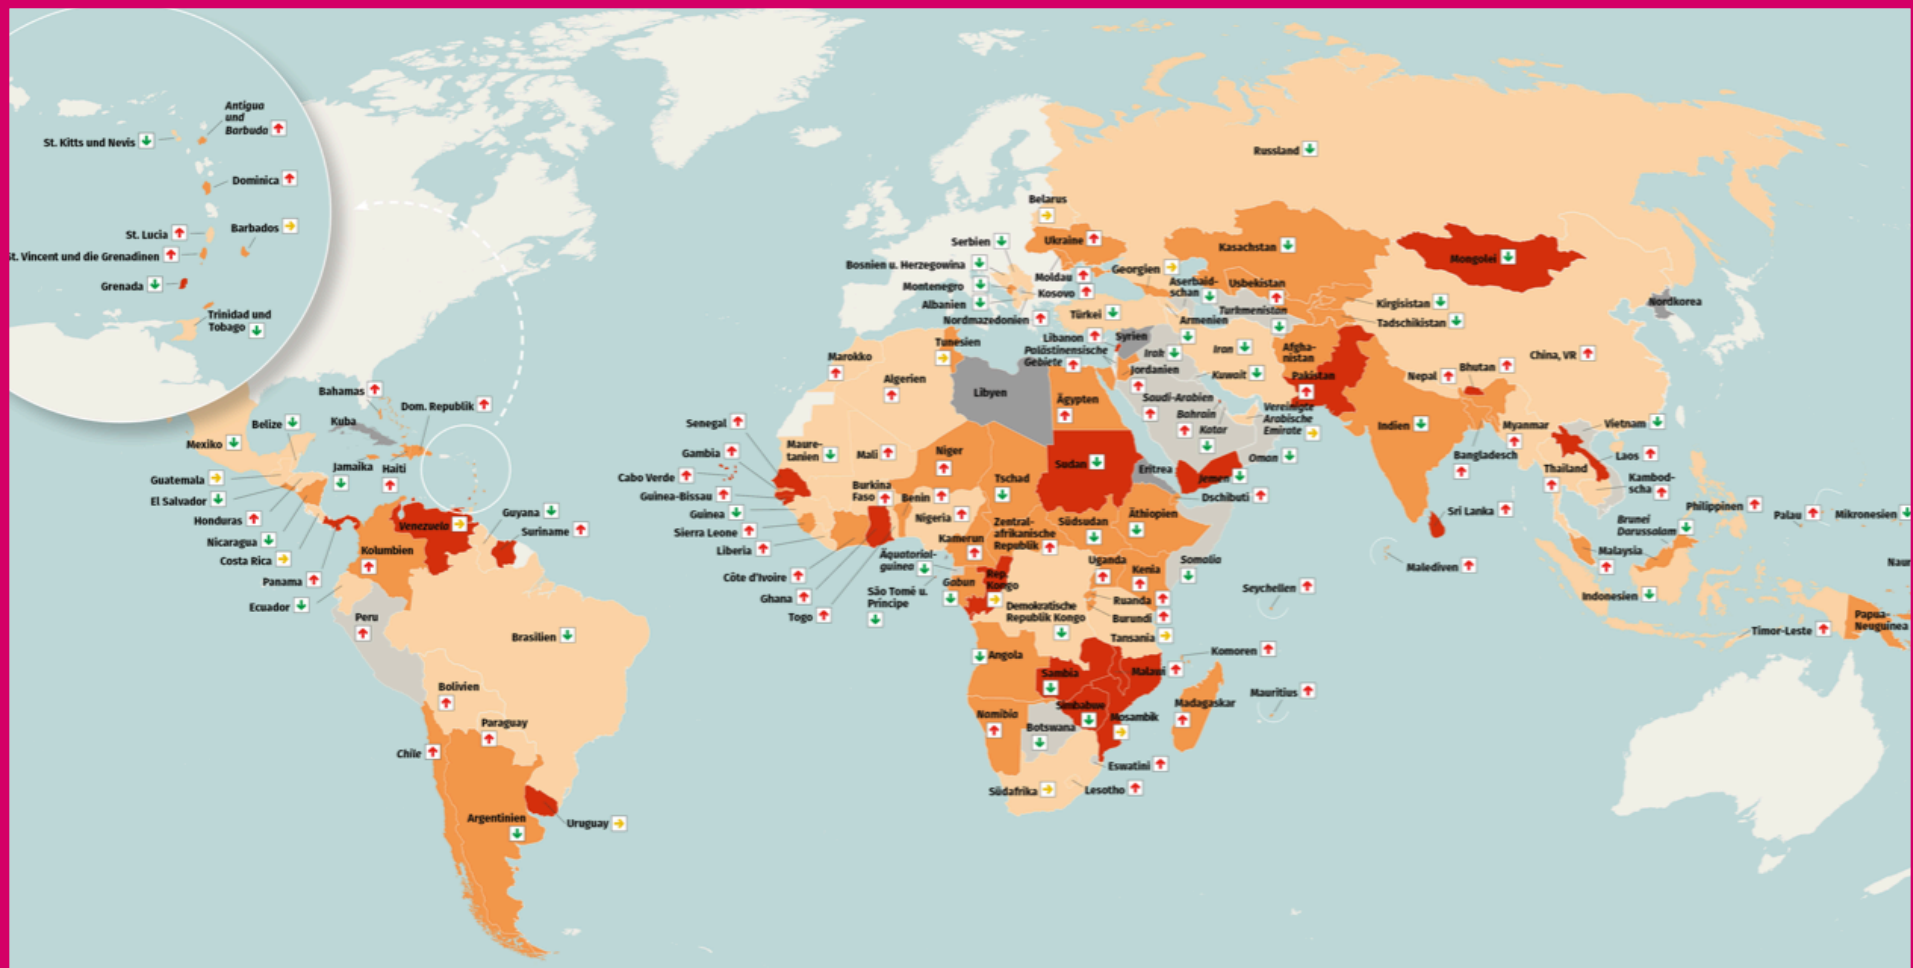 Antigua
und
Barbuda
St. Kitts und Nevis
Dominica
St. Lucia
Barbados
St. Vincent und die Grenadinen
Grenada
Trinidad und
Tobago
Bahamas
Dom. Republik
Belize
Kuba
Mexiko
Jamaika
Haiti
Guatemala
El Salvador
Honduras
Nicaragua
Costa Rica
Panama
Ecuador
Venezuela
Guyana
Suriname
Kolumbien
Peru
Brasilien
Bolivien
Paraguay
Chile
Argentinien
Uruguay
Russland
Belarus
Serbien
Ukraine
Bosnien u. Herzegowina
Moldau
Georgien
Montenegro
Kosovo
Aserbaid-
schan
Albanien
Nordmazedonien
Türkei
Armenien
Kasachstan
Usbekistan
Turkmenistan
Kirgisistan
Tadschikistan
Mongolei
Nordkorea
China, VR
Tunesien
Libanon
Syrien
Palästinensische
Gebiete
Irak
Iran
Afgha-
nistan
Marokko
Algerien
Libyen
Ägypten
Jordanien
Kuwait
Pakistan
Saudi-Arabien
Bahrain
Katar
Vereinigte
Arabische
Emirate
Oman
Jemen
Nepal
Bhutan
Indien
Bangladesch
Myanmar
Vietnam
Laos
Thailand
Kambod-
scha
Sri Lanka
Malediven
Philippinen
Palau
Mikronesien
Brunei
Darussalam
Malaysia
Indonesien
Timor-Leste
Papua-
Neuguinea
Senegal
Gambia
Cabo Verde
Guinea-Bissau
Guinea
Sierra Leone
Liberia
Côte d'Ivoire
Ghana
Togo
Maure-
tanien
Mali
Niger
Burkina
Faso
Benin
Nigeria
Tschad
Sudan
Eritrea
Dschibuti
Kamerun
Zentral-
afrikanische
Republik
Südsudan
Äthiopien
Äquatorial-
guinea
São Tomé u.
Príncipe
Gabun
Rep.
Kongo
Demokratische
Republik Kongo
Uganda
Kenia
Somalia
Ruanda
Burundi
Tansania
Seychellen
Angola
Sambia
Malawi
Komoren
Simbabwe
Mosambik
Madagaskar
Mauritius
Namibia
Botswana
Eswatini
Südafrika
Lesotho